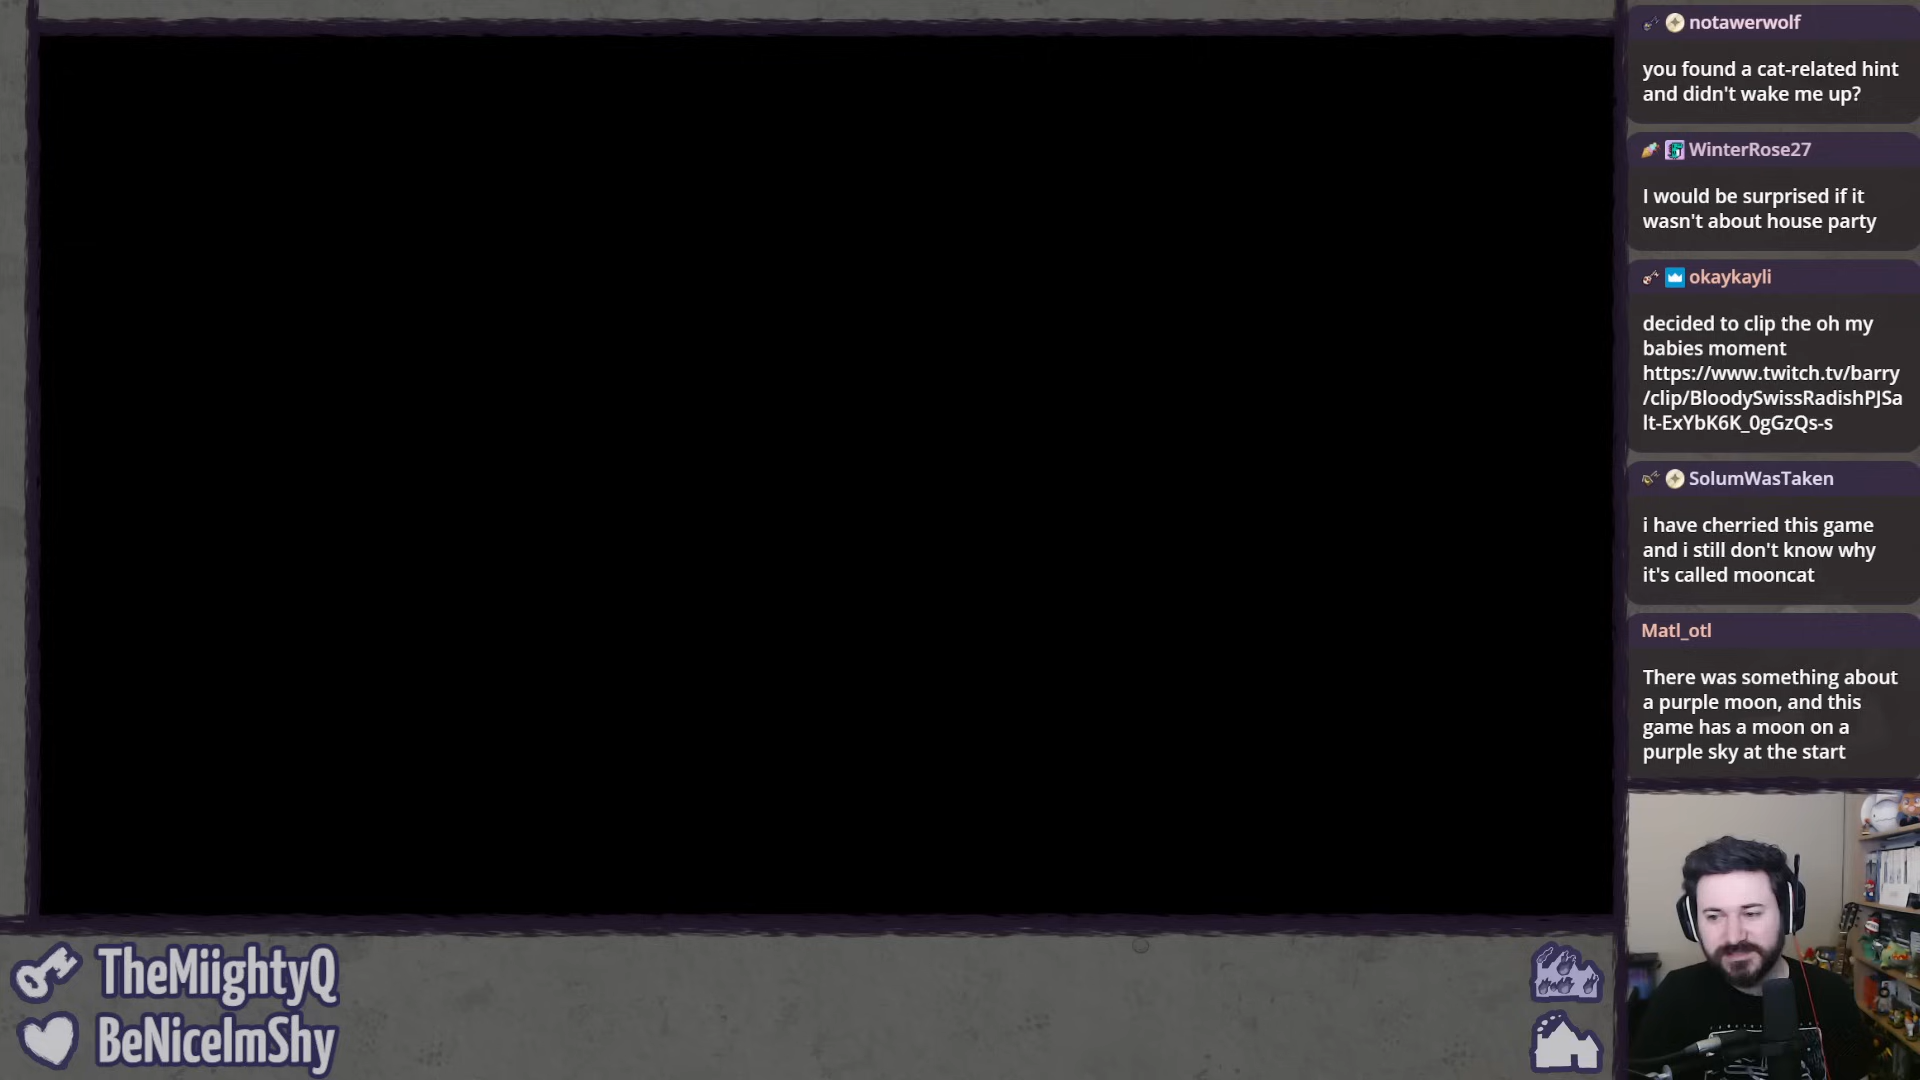 notawerwolf
you found a cat-related hint
and didn't wake me up?
WinterRose27
I would be surprised if it
wasn't about house party
okaykayli
decided to clip the oh my
babies moment
https://www.twitch.tv/barry
/clip/BloodySwissRadishPJSa
lt-ExYbK6K_0gGzQs-s
SolumWasTaken
i have cherried this game
and i still don't know why
it's called mooncat
Matl_otl
There was something about
a purple moon, and this
game has a moon on a
purple sky at the start
TheMiightyQ
BeNiceImShy